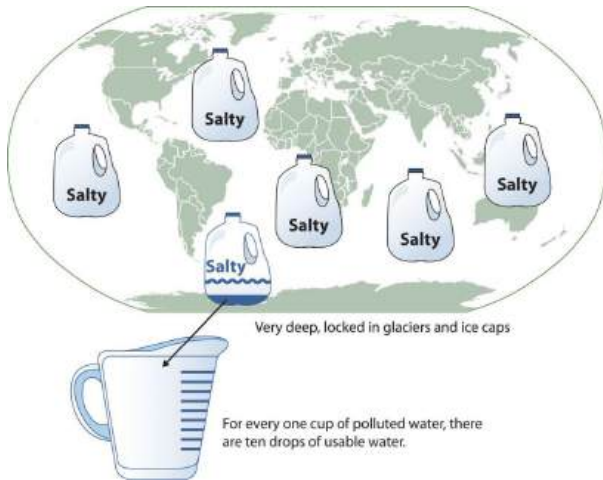 Salty
Salty
Salty
Salty
Salty
Salty
Very deep, locked in glaciers and ice caps
For every one cup of polluted water, there
are ten drops of usable water.